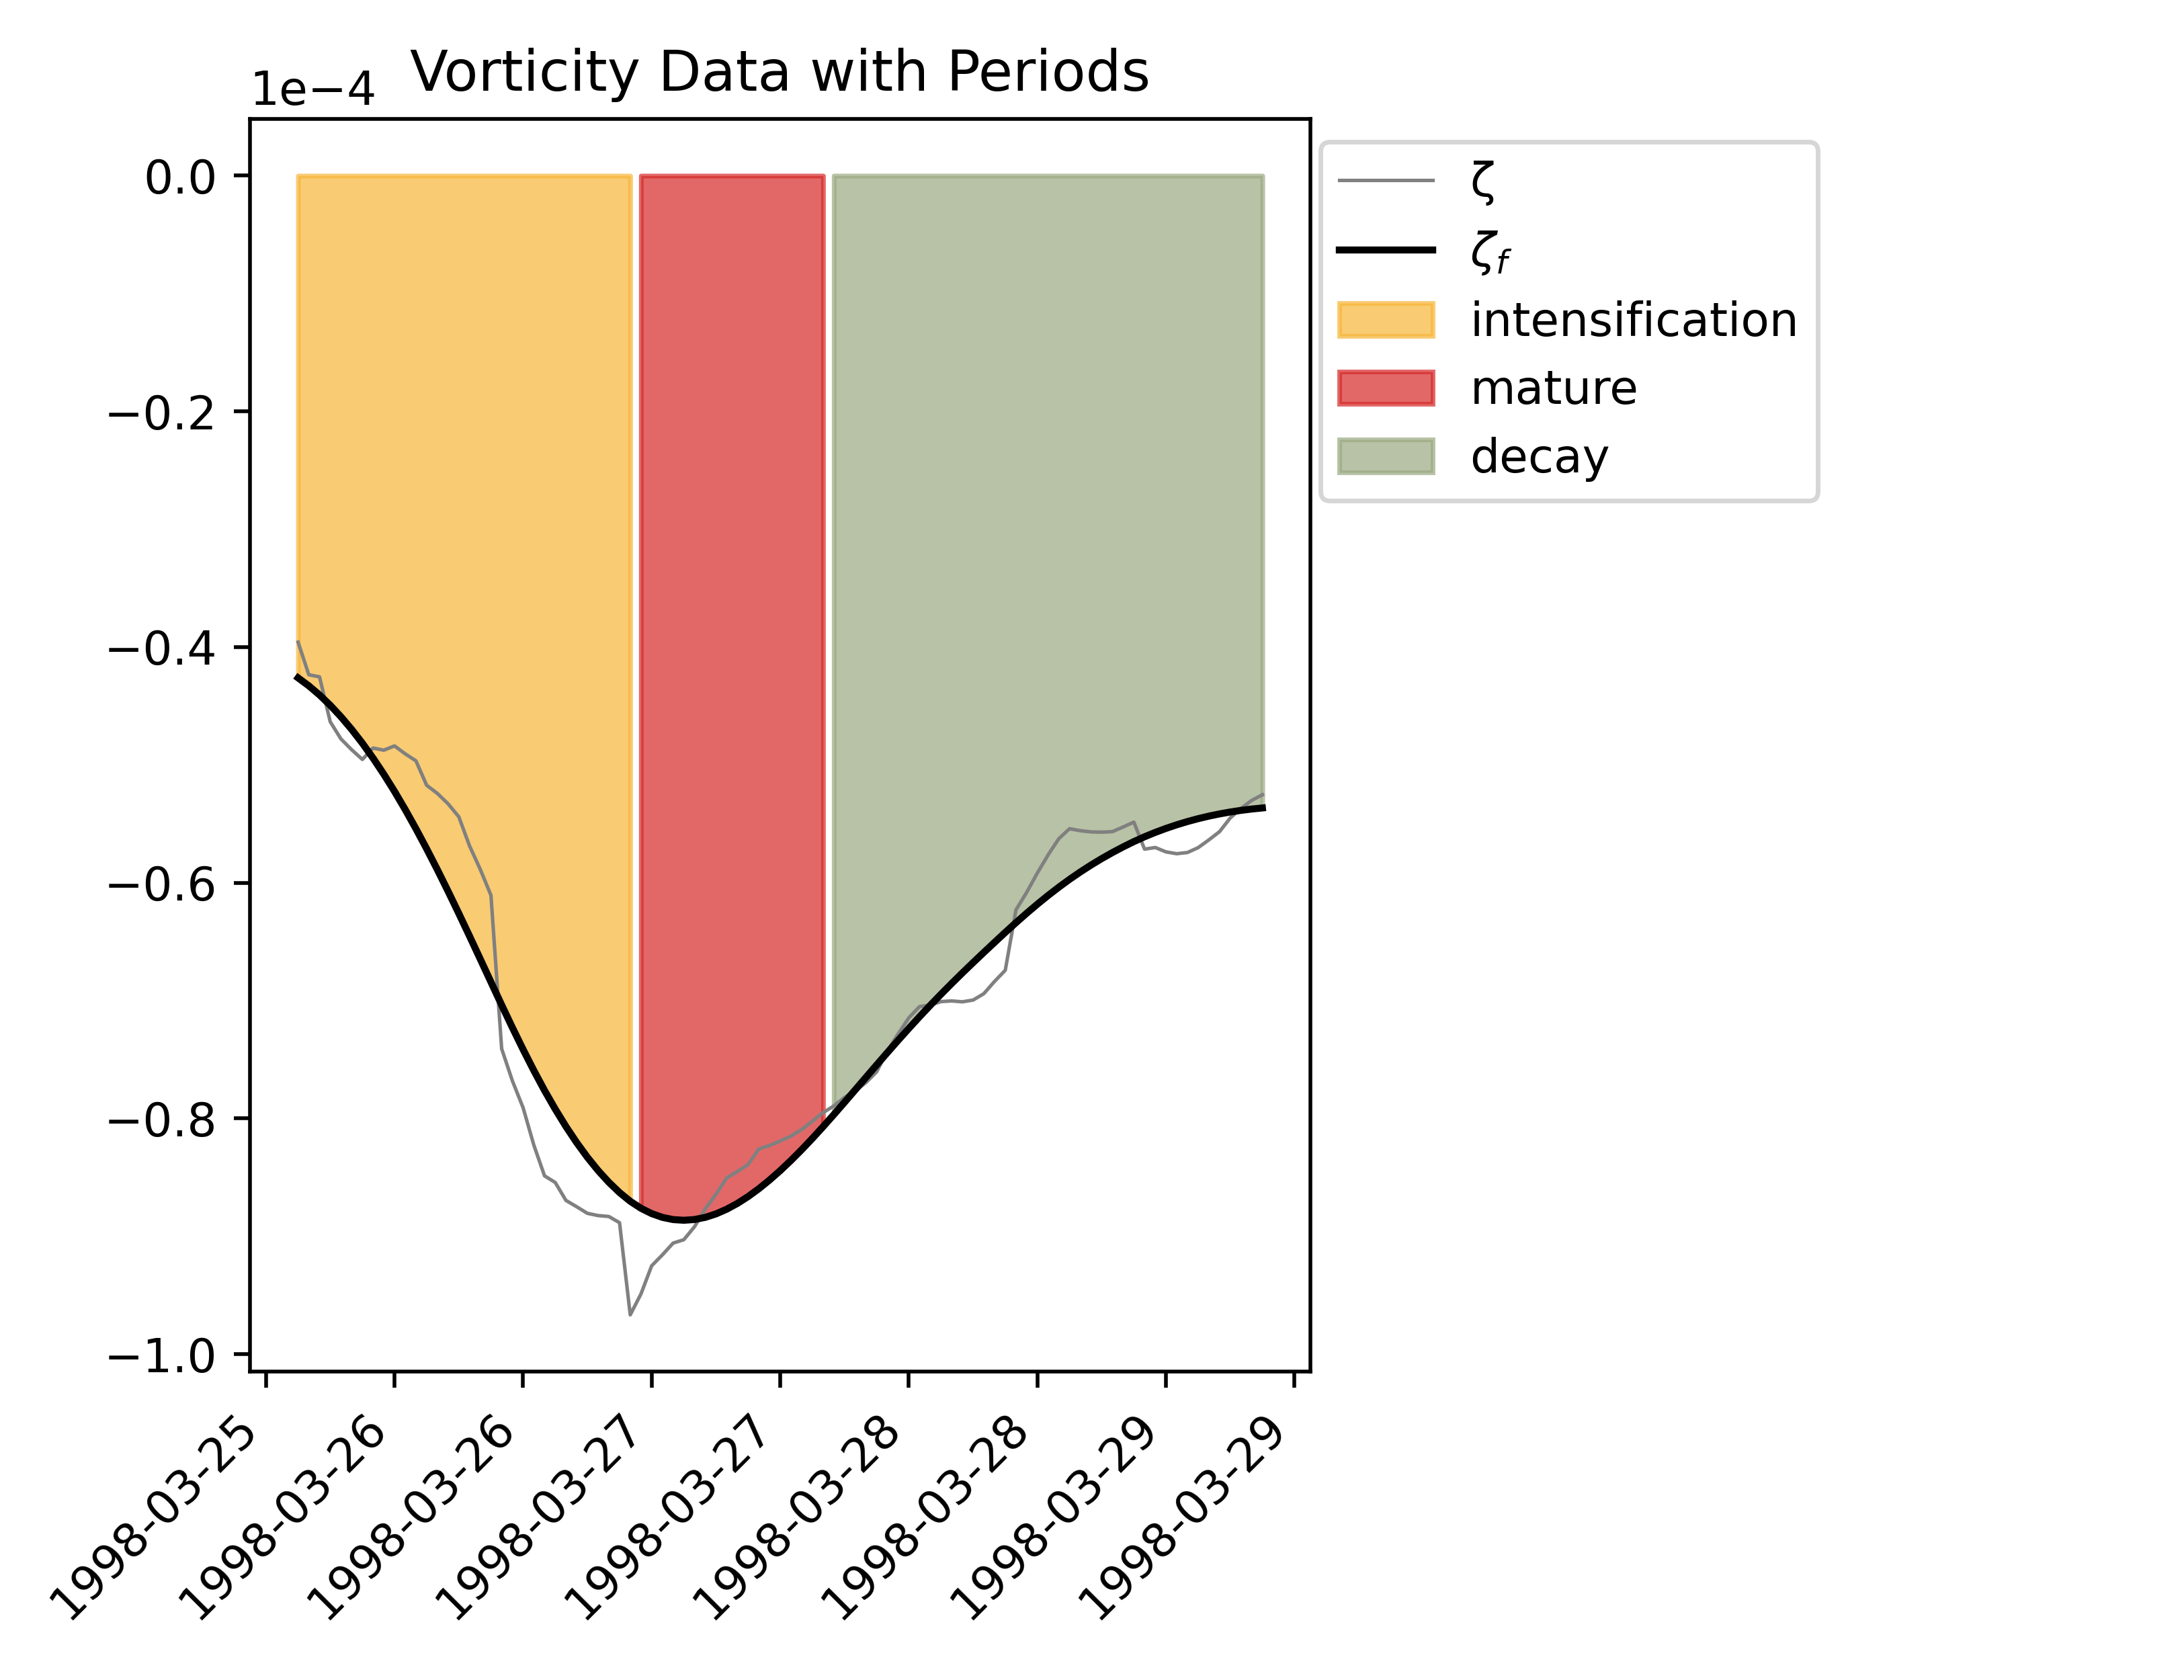 Vorticity Data with Periods
1e−4
0.0
−0.2
−0.4
−0.6
−0.8
−1.0
1998-03-25
1998-03-26
1998-03-26
1998-03-27
1998-03-27
1998-03-28
1998-03-28
1998-03-29
1998-03-29
ζ
ζf
intensification
mature
decay